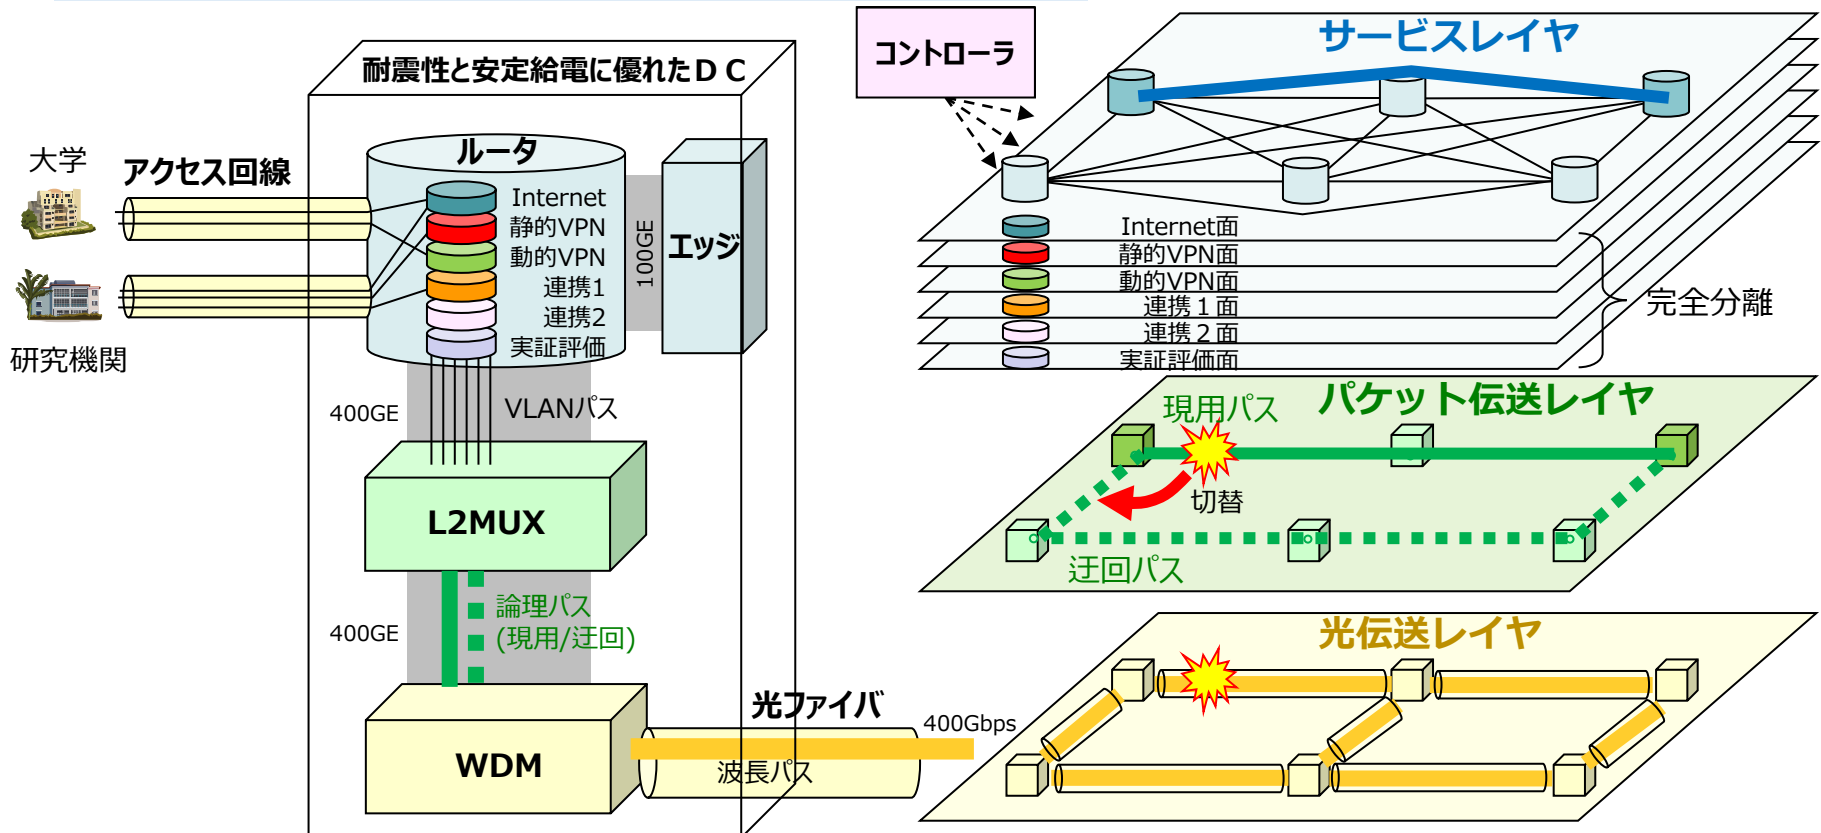 耐震性と安定給電に優れたＤＣ
大学
研究機関
アクセス回線
ルータ
Internet
静的VPN
動的VPN
連携1
連携2
実証評価
100GE
エッジ
400GE
VLANパス
L2MUX
400GE
論理パス
(現用/迂回)
WDM
光ファイバ
波長パス
400Gbps
コントローラ
サービスレイヤ
Internet面
静的VPN面
動的VPN面
連携１面
連携２面
実証評価面
完全分離
パケット伝送レイヤ
現用パス
切替
迂回パス
光伝送レイヤ